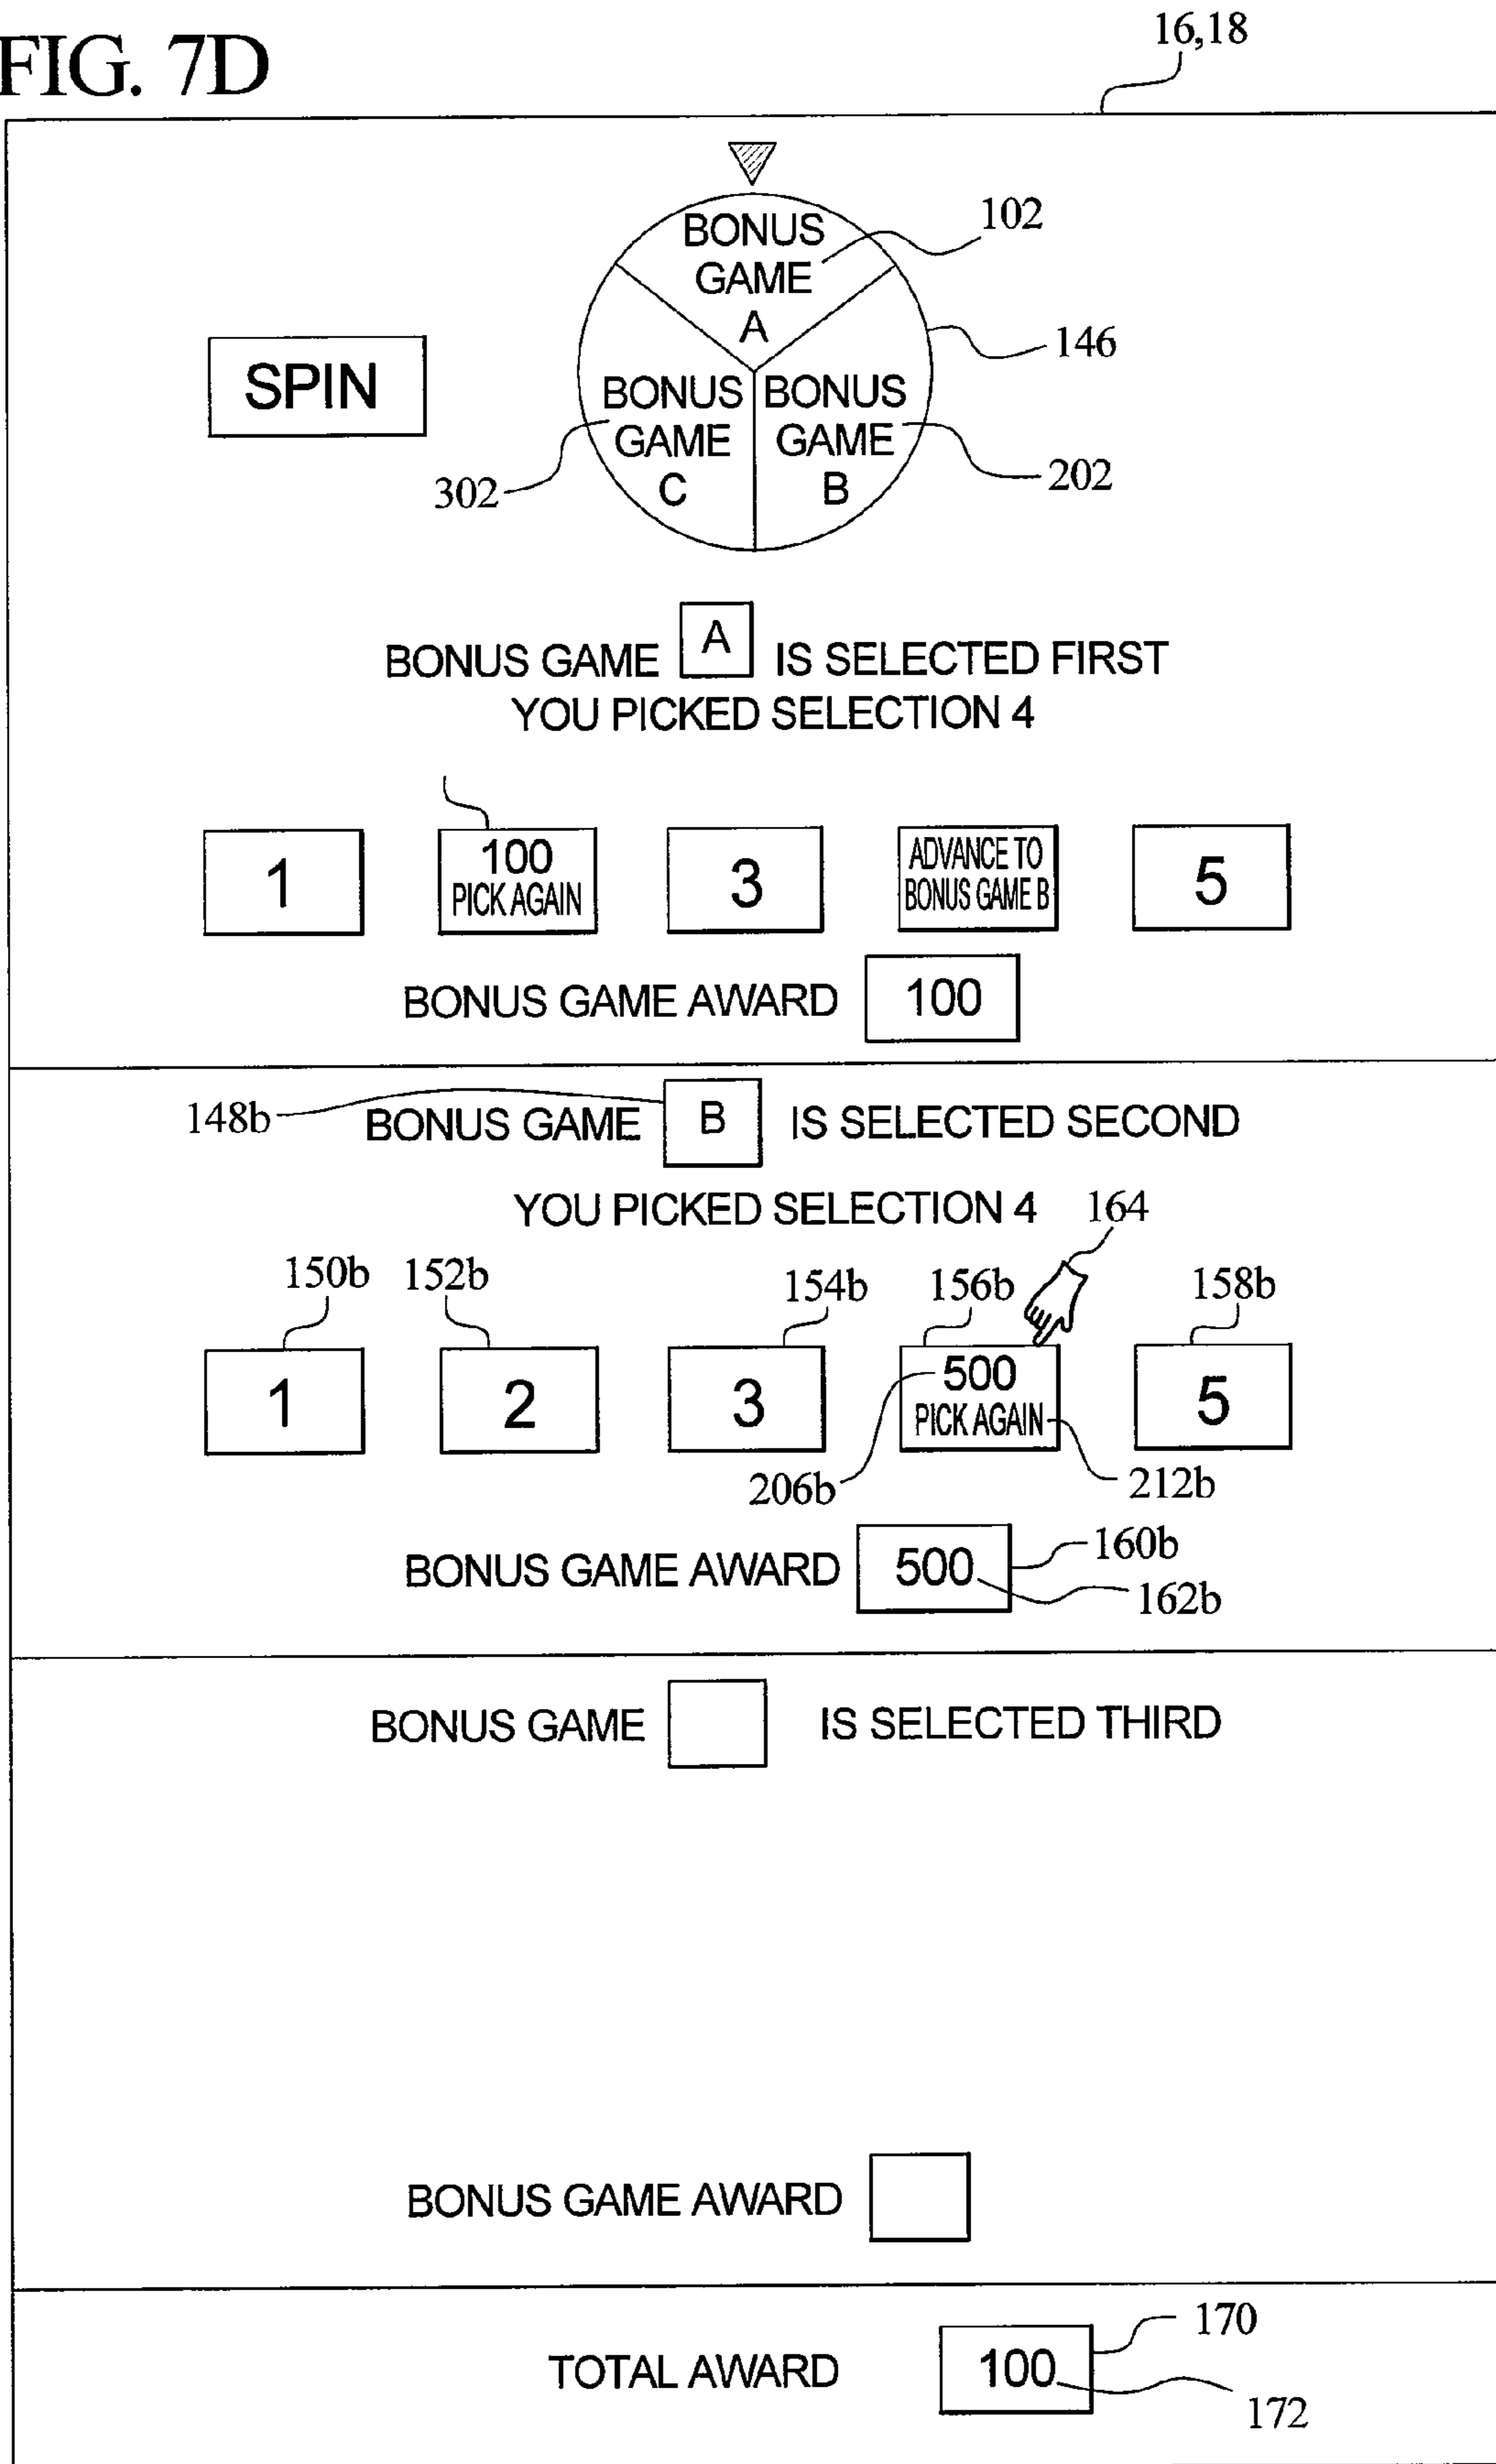 FIG. 7D
16,18
BONUS
GAME
A
102
146
SPIN
BONUS
GAME
C
BONUS
GAME
B
302
202
BONUS GAME A IS SELECTED FIRST
YOU PICKED SELECTION 4
1
100
PICK AGAIN
3
ADVANCE TO
BONUS GAME B
5
BONUS GAME AWARD 100
148b BONUS GAME B IS SELECTED SECOND
YOU PICKED SELECTION 4 164
150b 152b 154b 156b 158b
1
2
3
500
PICK AGAIN
5
206b 212b
BONUS GAME AWARD 500
160b
162b
BONUS GAME IS SELECTED THIRD
BONUS GAME AWARD
TOTAL AWARD 100
170
172